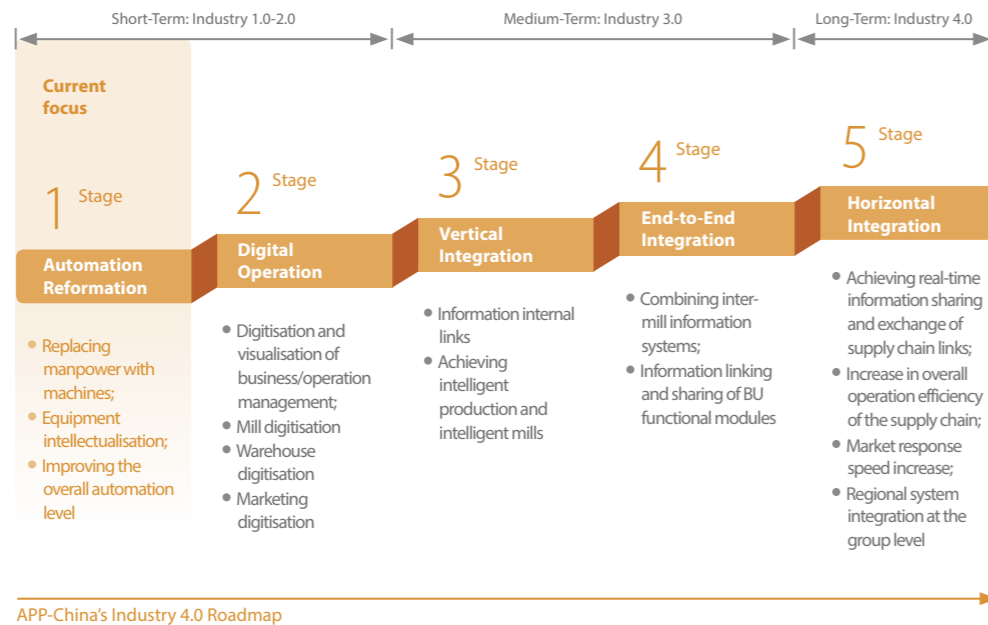 Short-Term: Industry 1.0-2.0
Medium-Term: Industry 3.0
Long-Term: Industry 4.0
Current
focus
1 Stage
Automation
Reformation
• Replacing
manpower with
machines;
• Equipment
intellectualisation;
• Improving the
overall automation
level
2 Stage
Digital
Operation
• Digitisation and
visualisation of
business/operation
management;
• Mill digitisation
• Warehouse
digitisation
• Marketing
digitisation
3 Stage
Vertical
Integration
• Information internal
links
• Achieving
intelligent
production and
intelligent mills
4 Stage
End-to-End
Integration
• Combining inter-
mill information
systems;
• Information linking
and sharing of BU
functional modules
5 Stage
Horizontal
Integration
• Achieving real-time
information sharing
and exchange of
supply chain links;
• Increase in overall
operation efficiency
of the supply chain;
• Market response
speed increase;
• Regional system
integration at the
group level
APP-China’s Industry 4.0 Roadmap